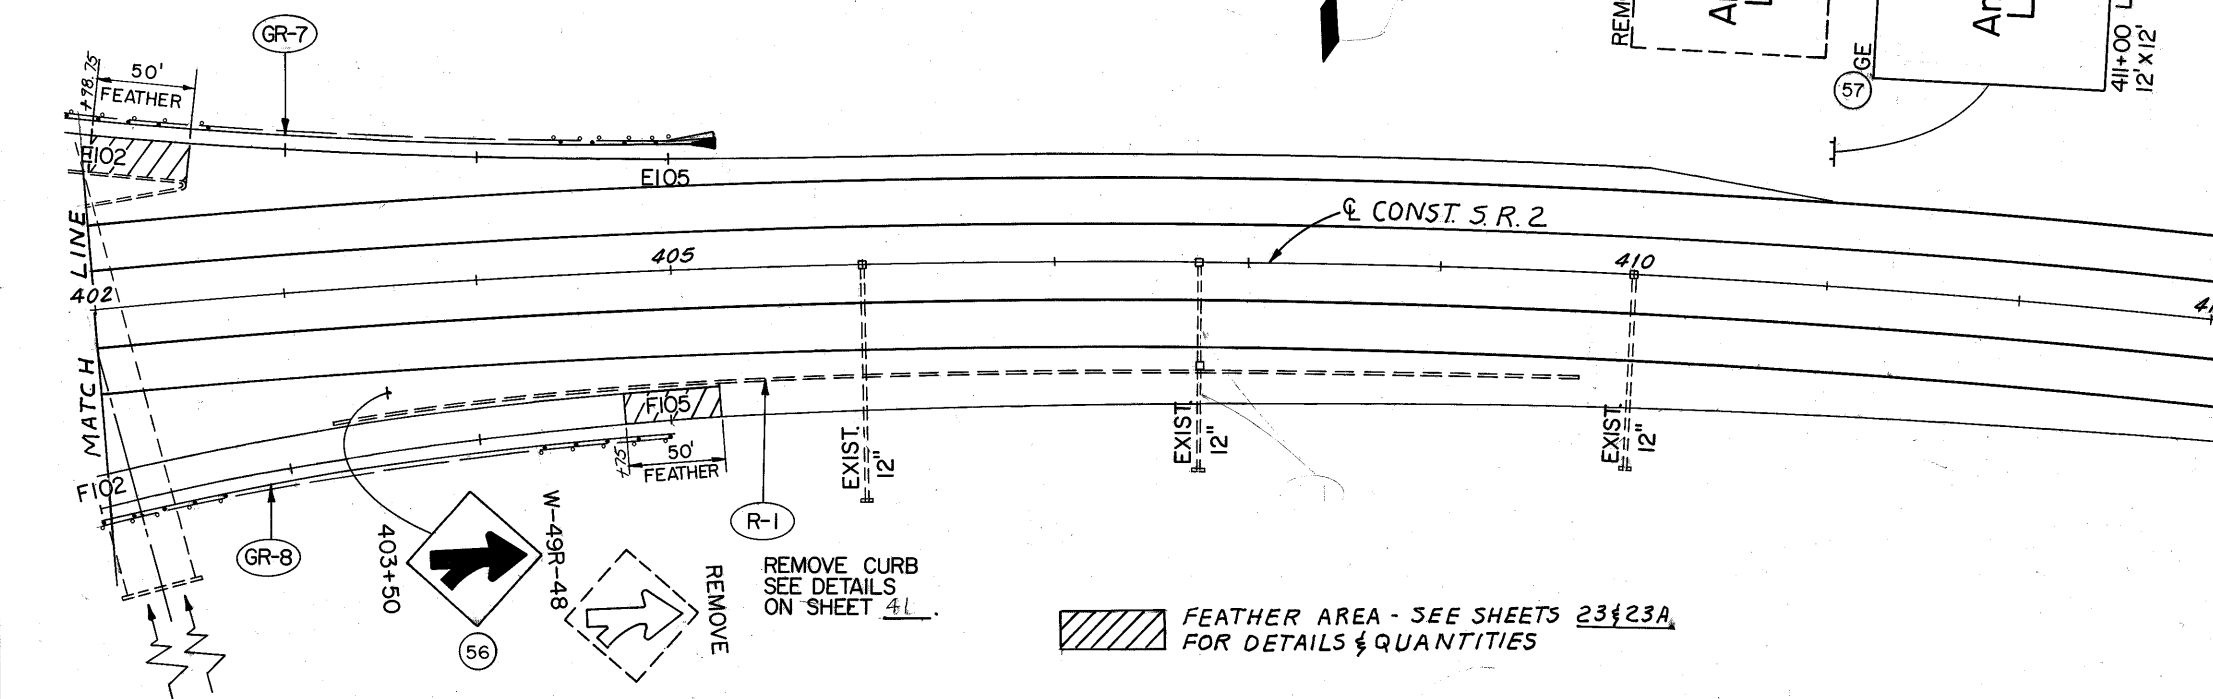 GR-7
+98.75
50'
FEATHER
E102
E105
REM
57
GE
411+00 L
12'X12'
℄ CONST. S.R. 2
MATCH LINE
402
405
410
F102
F105
+75
50'
FEATHER
EXIST.
12"
EXIST.
12"
EXIST.
12"
GR-8
R-1
403+50
W-49R-48
56
REMOVE
REMOVE CURB
SEE DETAILS
ON SHEET 41.
FEATHER AREA - SEE SHEETS 23&23A
FOR DETAILS & QUANTITIES